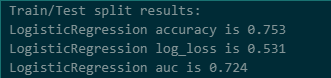 Train/Test split results:
LogisticRegression accuracy is 0.753
LogisticRegression log_loss is 0.531
LogisticRegression auc is 0.724